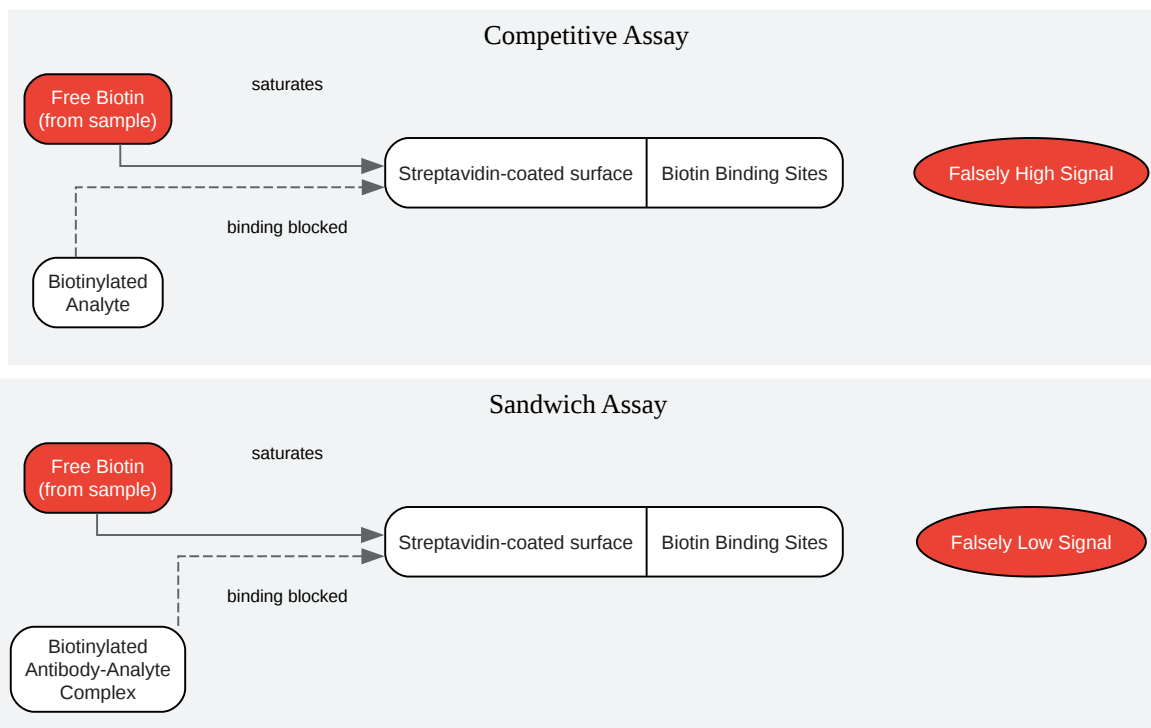 Competitive Assay
Free Biotin
(from sample)
saturates
Streptavidin-coated surface
Biotin Binding Sites
Falsely High Signal
binding blocked
Biotinylated
Analyte
Sandwich Assay
Free Biotin
(from sample)
saturates
Streptavidin-coated surface
Biotin Binding Sites
Falsely Low Signal
binding blocked
Biotinylated
Antibody-Analyte
Complex